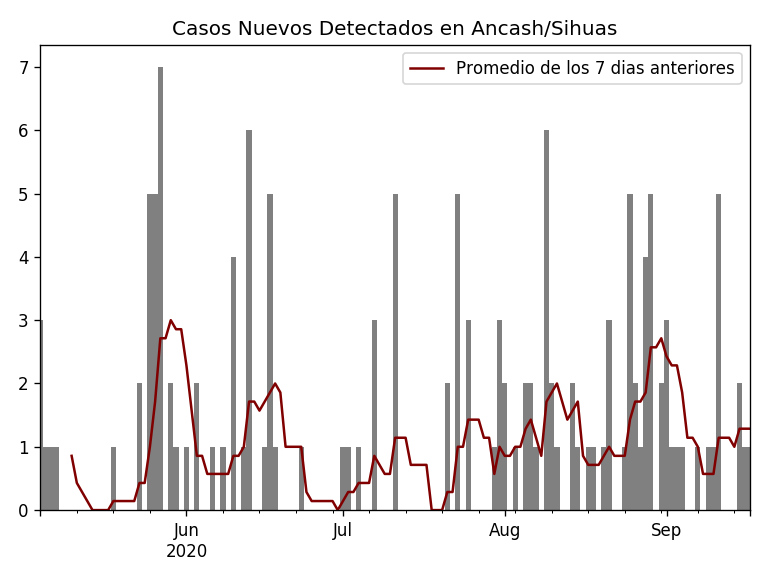 Casos Nuevos Detectados en Ancash/Sihuas
Promedio de los 7 dias anteriores
7
6
5
4
3
2
1
0
Jun
2020
Jul
Aug
Sep